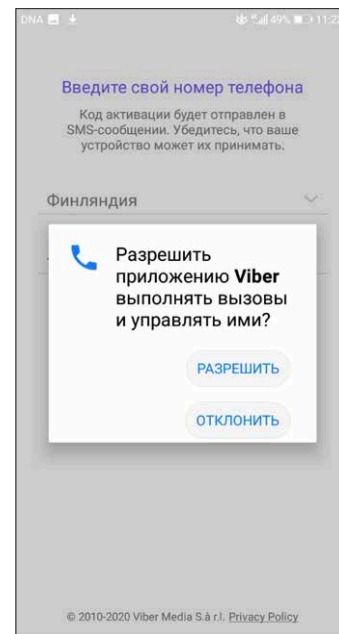 DNA 49% 11:22
Введите свой номер телефона
Код активации будет отправлен в
SMS-сообщении. Убедитесь, что ваше
устройство может их принимать.
Финляндия
Разрешить
приложению Viber
выполнять вызовы
и управлять ими?
РАЗРЕШИТЬ
ОТКЛОНИТЬ
© 2010-2020 Viber Media S.à r.l. Privacy Policy